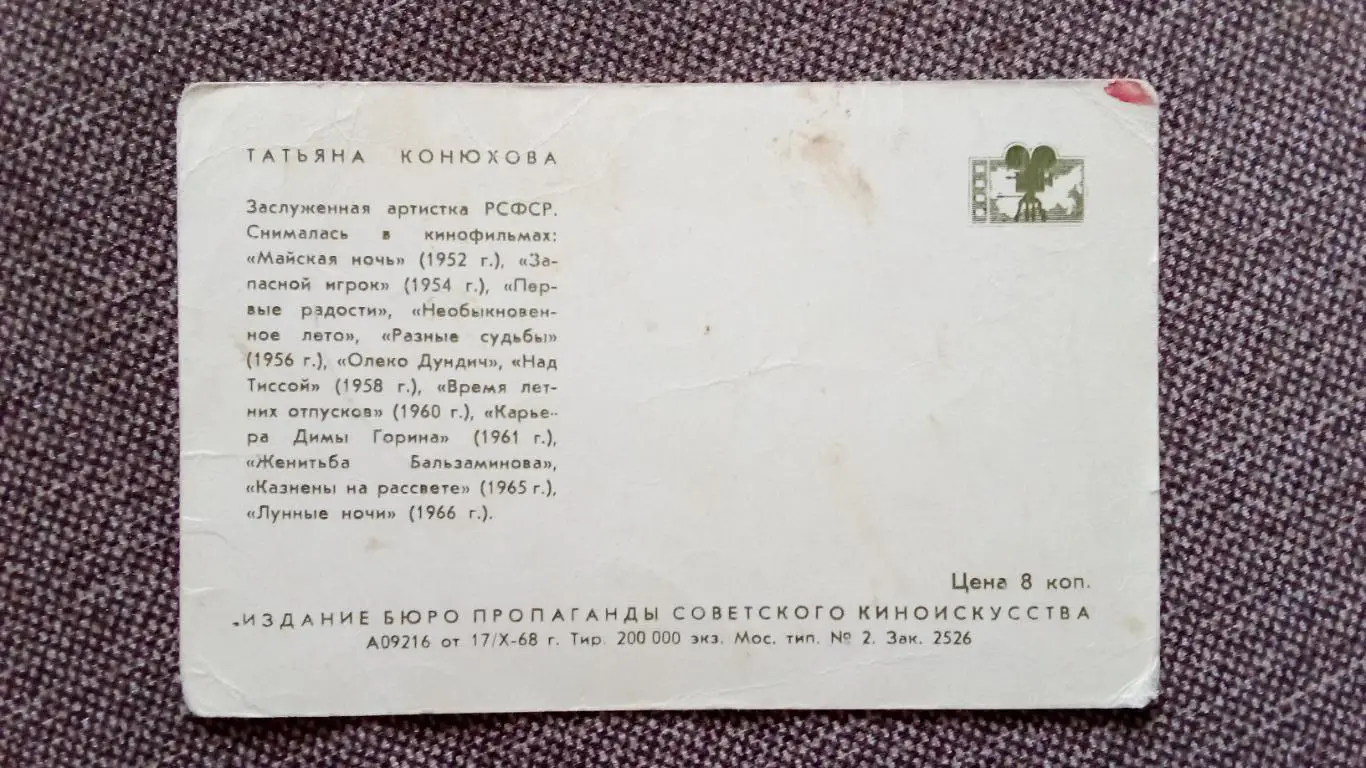 ТАТЬЯНА КОНЮХОВА
Заслуженная артистка РСФСР.
Снималась в кинофильмах:
«Майская ночь» (1952 г.), «За-
пасной игрок» (1954 г.), «Пер-
вые радости», «Необыкновен-
ное лето», «Разные судьбы»
(1956 г.), «Олеко Дундич», «Над
Тиссой» (1958 г.), «Время лет-
них отпусков» (1960 г.), «Карье-
ра Димы Горина» (1961 г.),
«Женитьба Бальзаминова»,
«Казнены на рассвете» (1965 г.),
«Лунные ночи» (1966 г.).
Цена 8 коп.
ИЗДАНИЕ БЮРО ПРОПАГАНДЫ СОВЕТСКОГО КИНОИСКУССТВА
А09216 от 17/X-68 г. Тир. 200 000 экз. Мос. тип. № 2. Зак. 2526